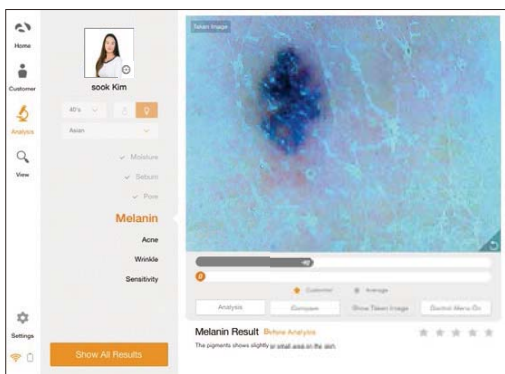 Home
Customer
Analysis
View
Settings
sook Kim
40's
Asian
Moisture
Sebum
Pore
Melanin
Acne
Wrinkle
Sensitivity
Show All Results
Taken Image
Customer
Average
Analysis
Compare
Show Taken Image
Control Menu On
Melanin Result Before Analysis
The pigments shows slightly or small area on the skin.